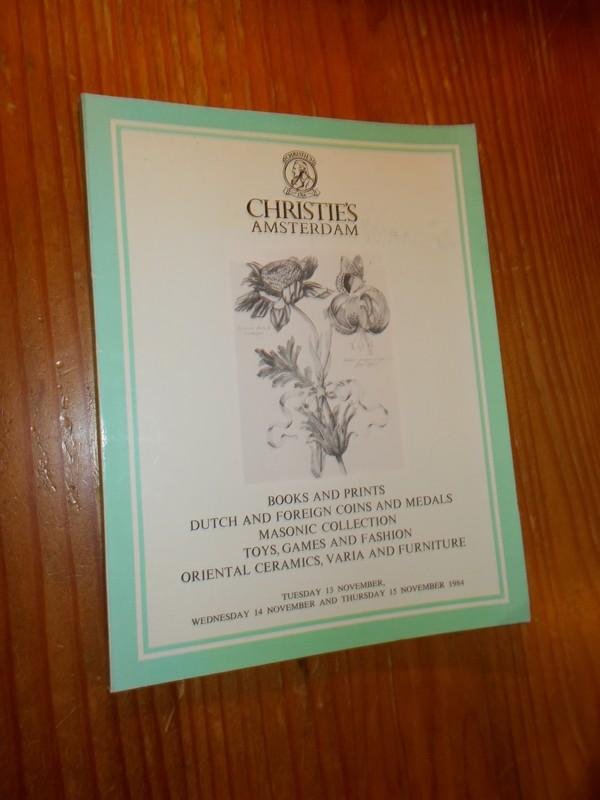 CHRISTIE'S
AMSTERDAM
BOOKS AND PRINTS
DUTCH AND FOREIGN COINS AND MEDALS
MASONIC COLLECTION
TOYS, GAMES AND FASHION
ORIENTAL CERAMICS, VARIA AND FURNITURE
TUESDAY 13 NOVEMBER,
WEDNESDAY 14 NOVEMBER AND THURSDAY 15 NOVEMBER 1984